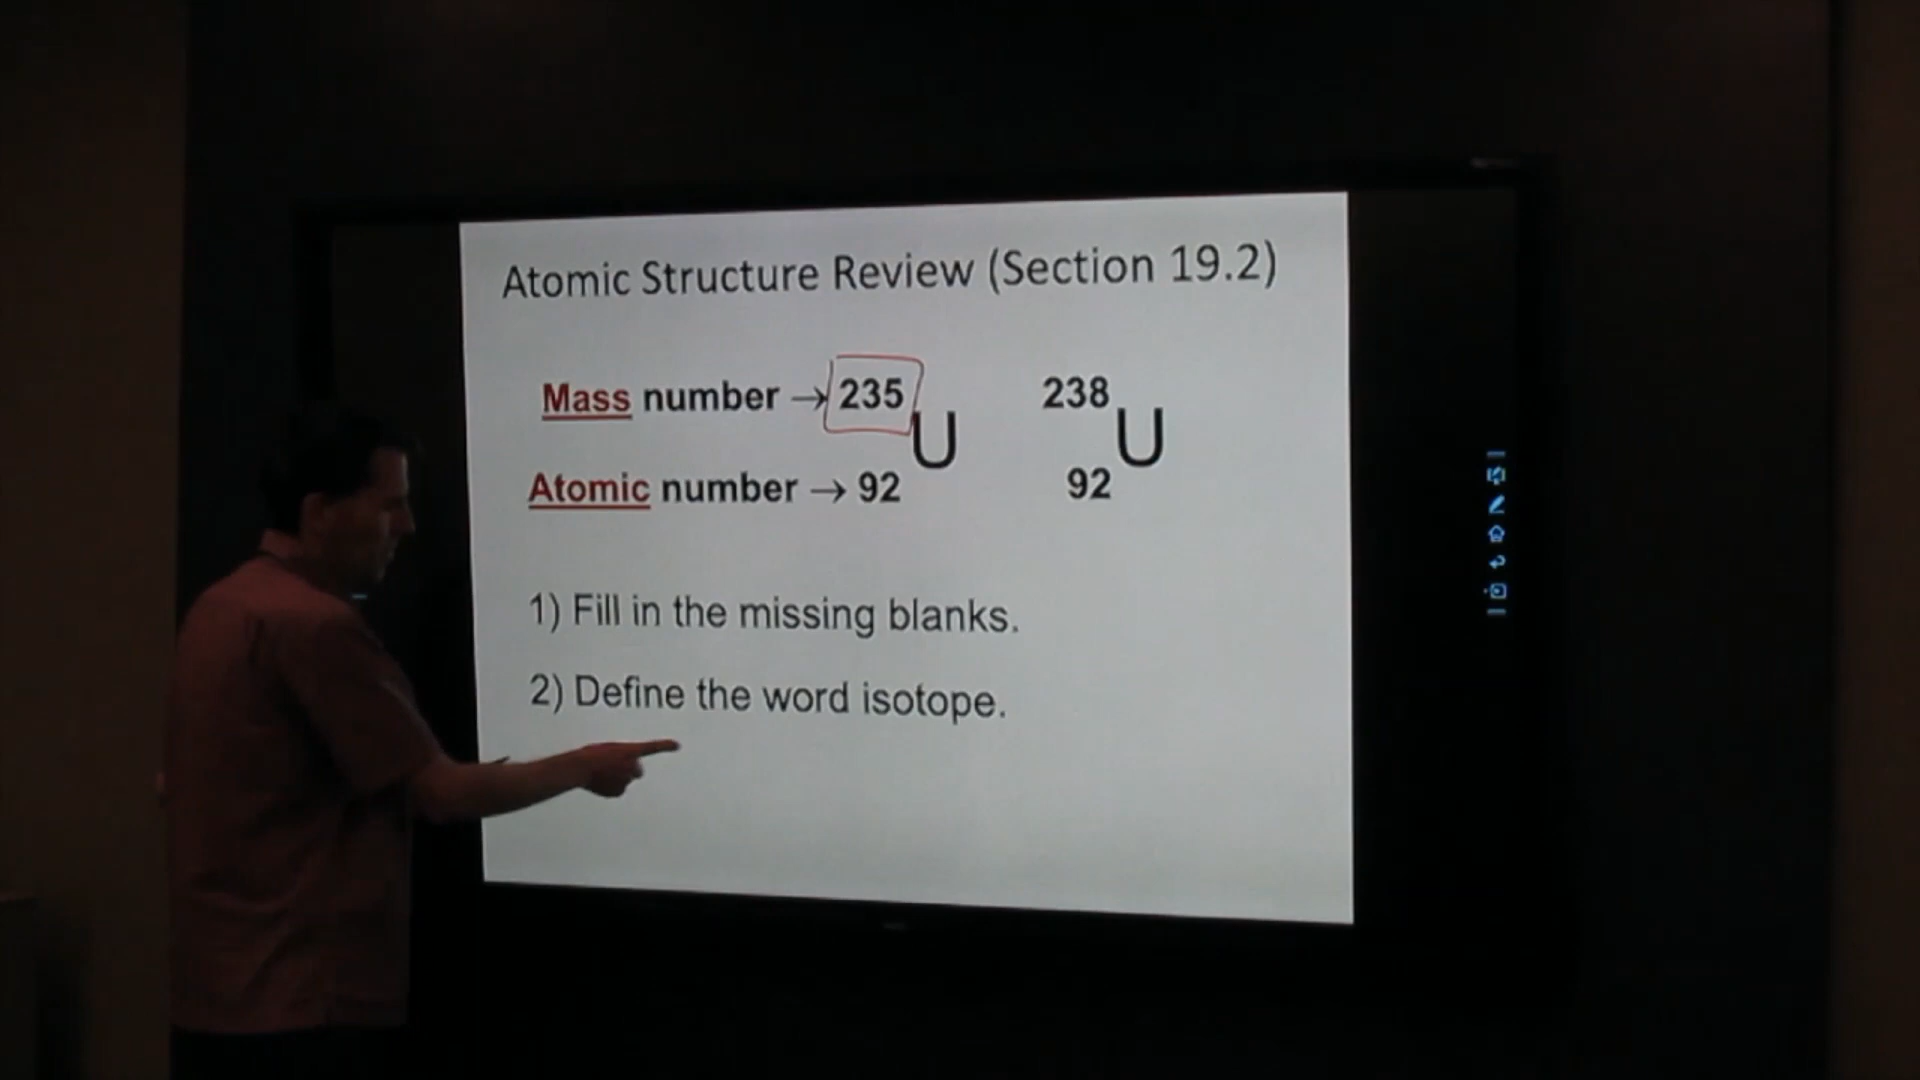 Atomic Structure Review (Section 19.2)
Mass number → 235 U 238 U
Atomic number → 92 92
1) Fill in the missing blanks.
2) Define the word isotope.